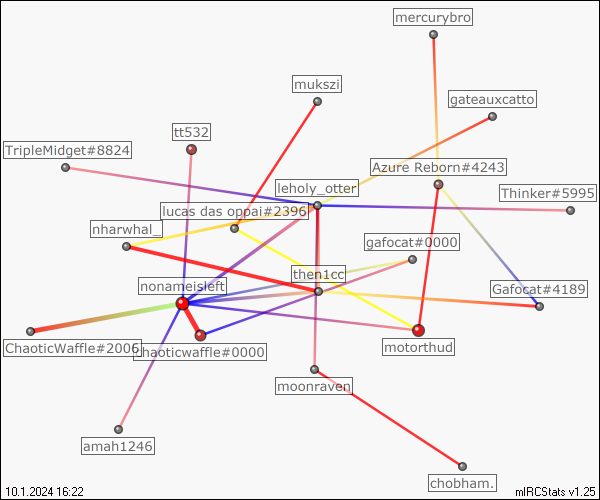 mercurybro
mukszi
gateauxcatto
tt532
TripleMidget#8824
Azure Reborn#4243
leholy_otter
Thinker#5995
lucas das oppai#2396
nharwhal_
gafocat#0000
then1cc
nonameisleft
Gafocat#4189
ChaoticWaffle#2006
Chaoticwaffle#0000
motorthud
moonraven
amah1246
chobham.
10.1.2024 16:22
mIRCStats v1.25